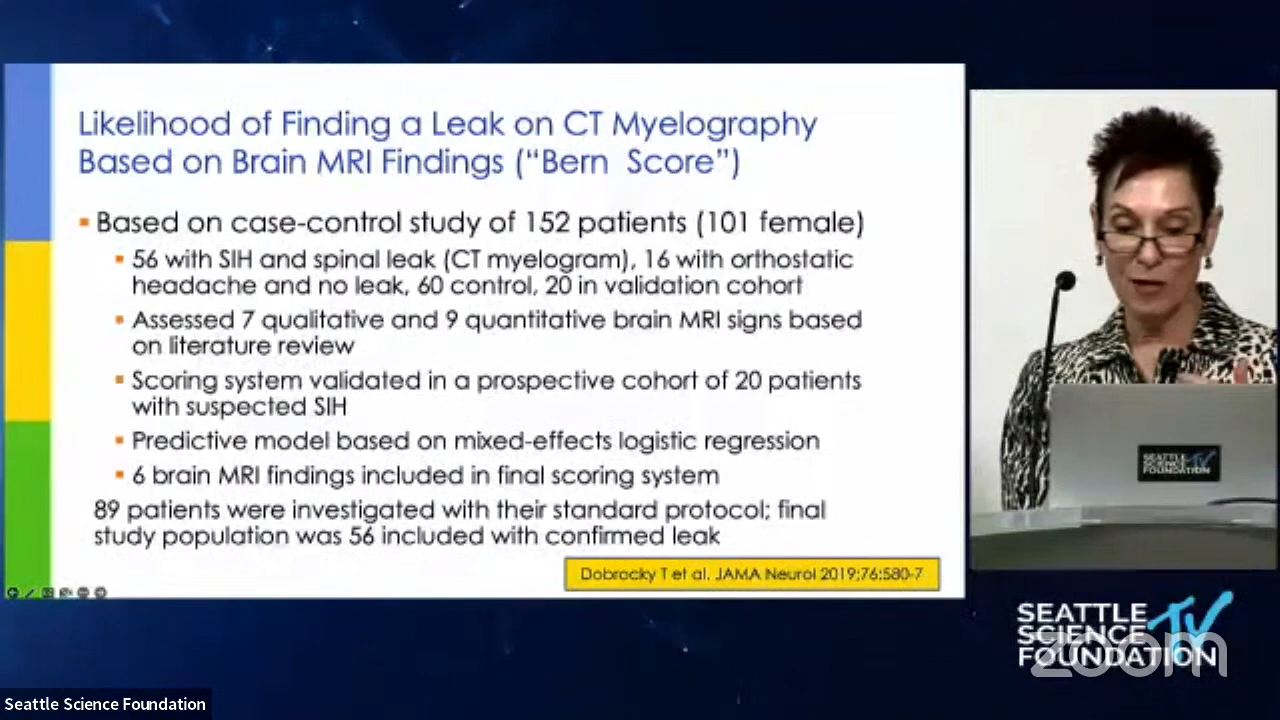 Likelihood of Finding a Leak on CT Myelography
Based on Brain MRI Findings (“Bern Score”)
Based on case-control study of 152 patients (101 female)
56 with SIH and spinal leak (CT myelogram), 16 with orthostatic
headache and no leak, 60 control, 20 in validation cohort
Assessed 7 qualitative and 9 quantitative brain MRI signs based
on literature review
Scoring system validated in a prospective cohort of 20 patients
with suspected SIH
Predictive model based on mixed-effects logistic regression
6 brain MRI findings included in final scoring system
89 patients were investigated with their standard protocol; final
study population was 56 included with confirmed leak
Dobrocky T et al. JAMA Neurol 2019;76:580-7
SEATTLE
SCIENCE TV
FOUNDATION
SEATTLE
SCIENCE TV
FOUNDATION
zoom
Seattle Science Foundation